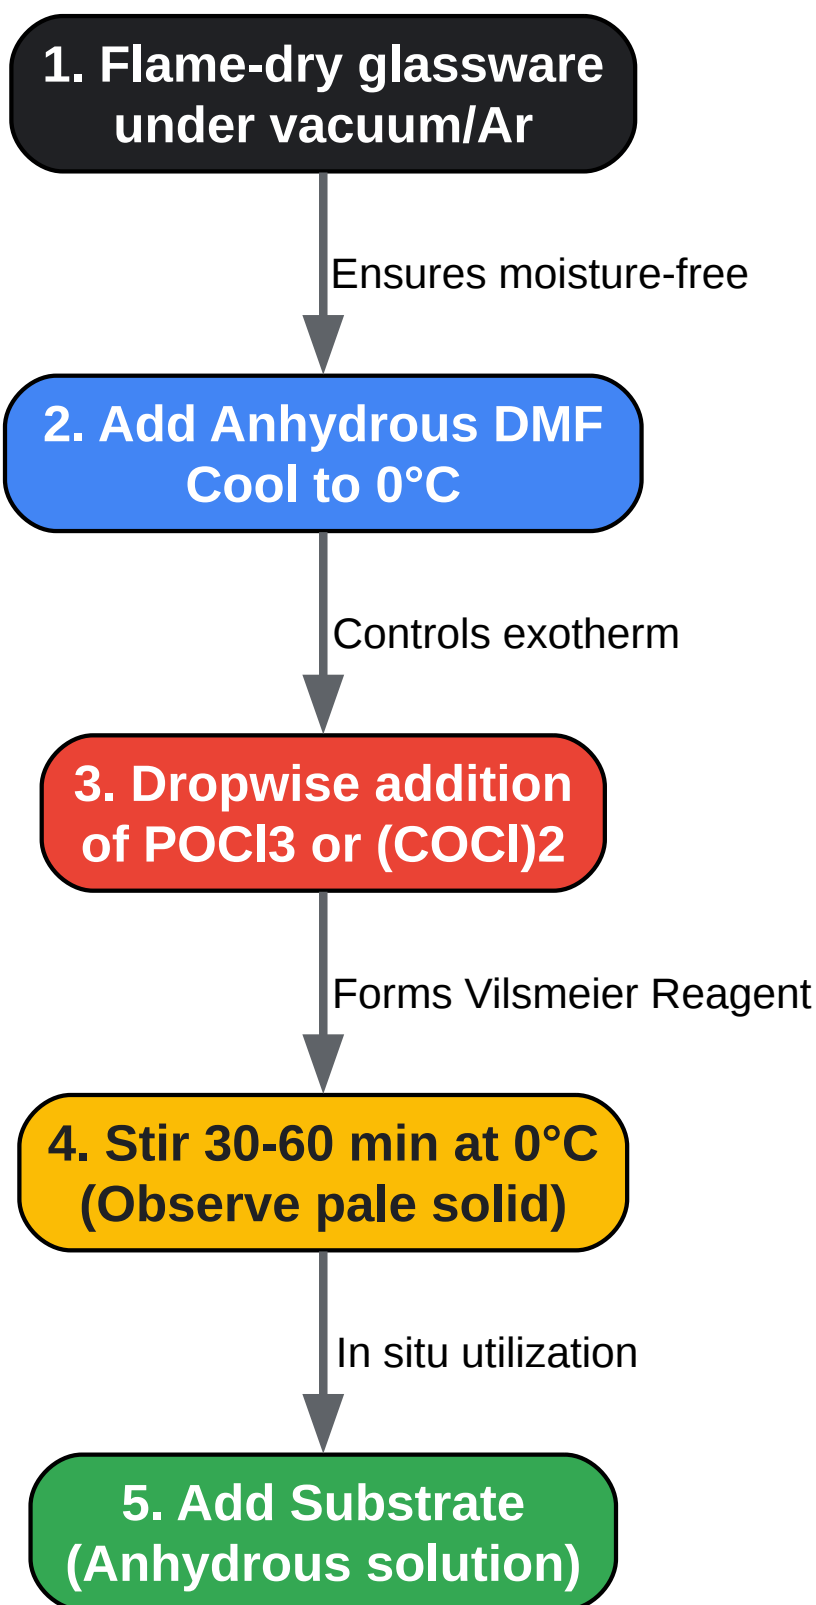 1. Flame-dry glassware
under vacuum/Ar
Ensures moisture-free
2. Add Anhydrous DMF
Cool to 0°C
Controls exotherm
3. Dropwise addition
of POCl3 or (COCl)2
Forms Vilsmeier Reagent
4. Stir 30-60 min at 0°C
(Observe pale solid)
In situ utilization
5. Add Substrate
(Anhydrous solution)